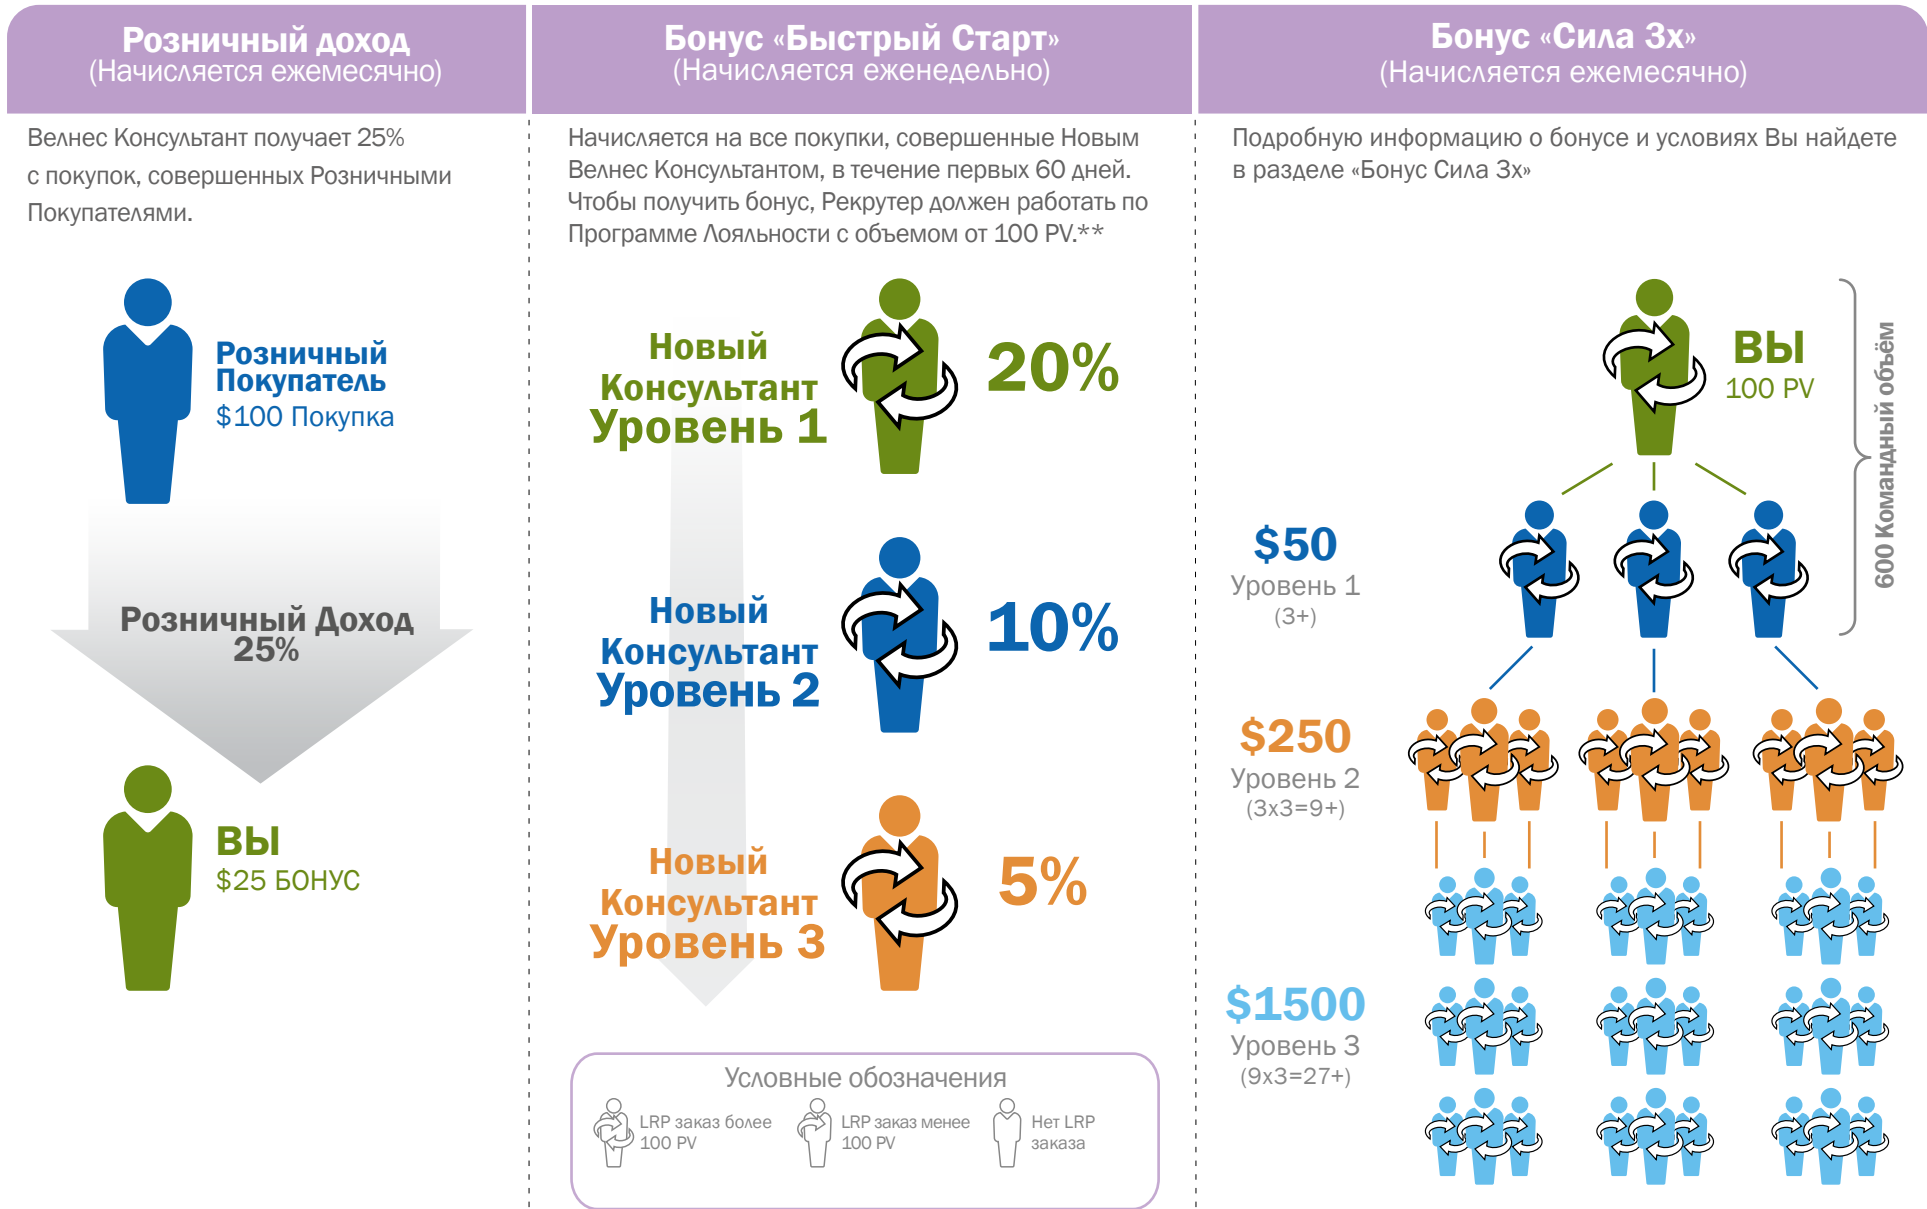 Розничный доход
(Начисляется ежемесячно)
Велнес Консультант получает 25%
с покупок, совершенных Розничными
Покупателями.
Розничный
Покупатель
$100 Покупка
Розничный Доход
25%
ВЫ
$25 БОНУС
Бонус «Быстрый Старт»
(Начисляется еженедельно)
Начисляется на все покупки, совершенные Новым
Велнес Консультантом, в течение первых 60 дней.
Чтобы получить бонус, Рекрутер должен работать по
Программе Лояльности с объемом от 100 PV.**
Новый
Консультант
Уровень 1
20%
Новый
Консультант
Уровень 2
10%
Новый
Консультант
Уровень 3
5%
Условные обозначения
LRP заказ более
100 PV
LRP заказ менее
100 PV
Нет LRP
заказа
Бонус «Сила 3х»
(Начисляется ежемесячно)
Подробную информацию о бонусе и условиях Вы найдете
в разделе «Бонус Сила 3х»
ВЫ
100 PV
600 Командный объём
$50
Уровень 1
(3+)
$250
Уровень 2
(3x3=9+)
$1500
Уровень 3
(9x3=27+)